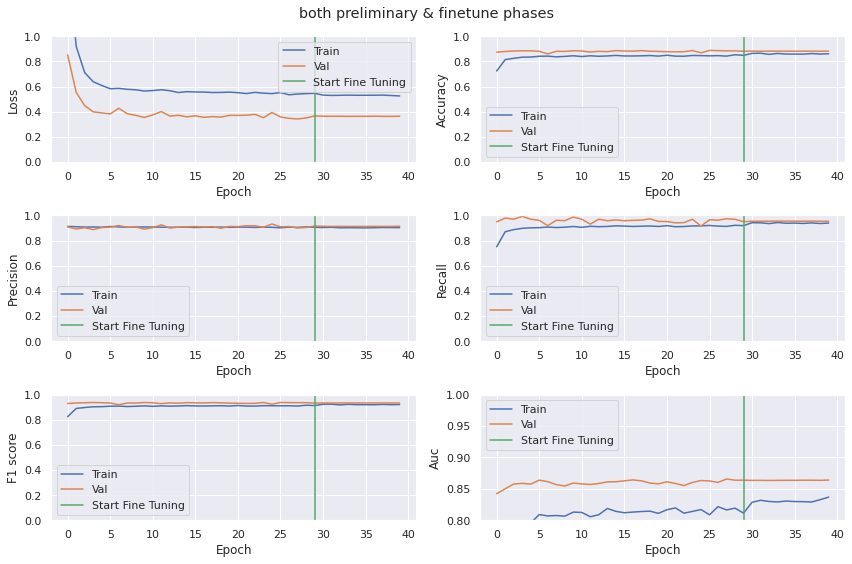 both preliminary & finetune phases
Loss
1.0
0.8
0.6
0.4
0.2
0.0
Train
Val
Start Fine Tuning
0 5 10 15 20 25 30 35 40
Epoch
Accuracy
1.0
0.8
0.6
0.4
0.2
0.0
Train
Val
Start Fine Tuning
0 5 10 15 20 25 30 35 40
Epoch
Precision
1.0
0.8
0.6
0.4
0.2
0.0
Train
Val
Start Fine Tuning
0 5 10 15 20 25 30 35 40
Epoch
Recall
1.0
0.8
0.6
0.4
0.2
0.0
Train
Val
Start Fine Tuning
0 5 10 15 20 25 30 35 40
Epoch
F1 score
1.0
0.8
0.6
0.4
0.2
0.0
Train
Val
Start Fine Tuning
0 5 10 15 20 25 30 35 40
Epoch
Auc
1.00
0.95
0.90
0.85
0.80
Train
Val
Start Fine Tuning
0 5 10 15 20 25 30 35 40
Epoch